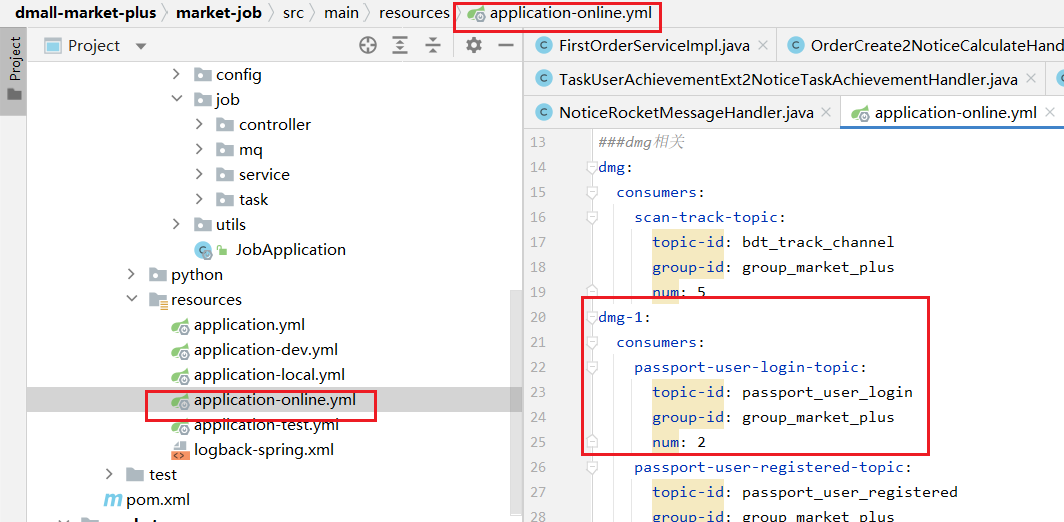 dmall-market-plus › market-job › src › main › resources › application-online.yml
Project
Project
config
job
controller
mq
service
task
utils
JobApplication
python
resources
application.yml
application-dev.yml
application-local.yml
application-online.yml
application-test.yml
logback-spring.xml
test
pom.xml
FirstOrderServiceImpl.java
OrderCreate2NoticeCalculateHand
TaskUserAchievementExt2NoticeTaskAchievementHandler.java
NoticeRocketMessageHandler.java
application-online.yml
13 ###dmg相关
14 dmg:
15 consumers:
16 scan-track-topic:
17 topic-id: bdt_track_channel
18 group-id: group_market_plus
19 num: 5
20 dmg-1:
21 consumers:
22 passport-user-login-topic:
23 topic-id: passport_user_login
24 group-id: group_market_plus
25 num: 2
26 passport-user-registered-topic:
27 topic-id: passport_user_registered
28 group-id: group_market_plus